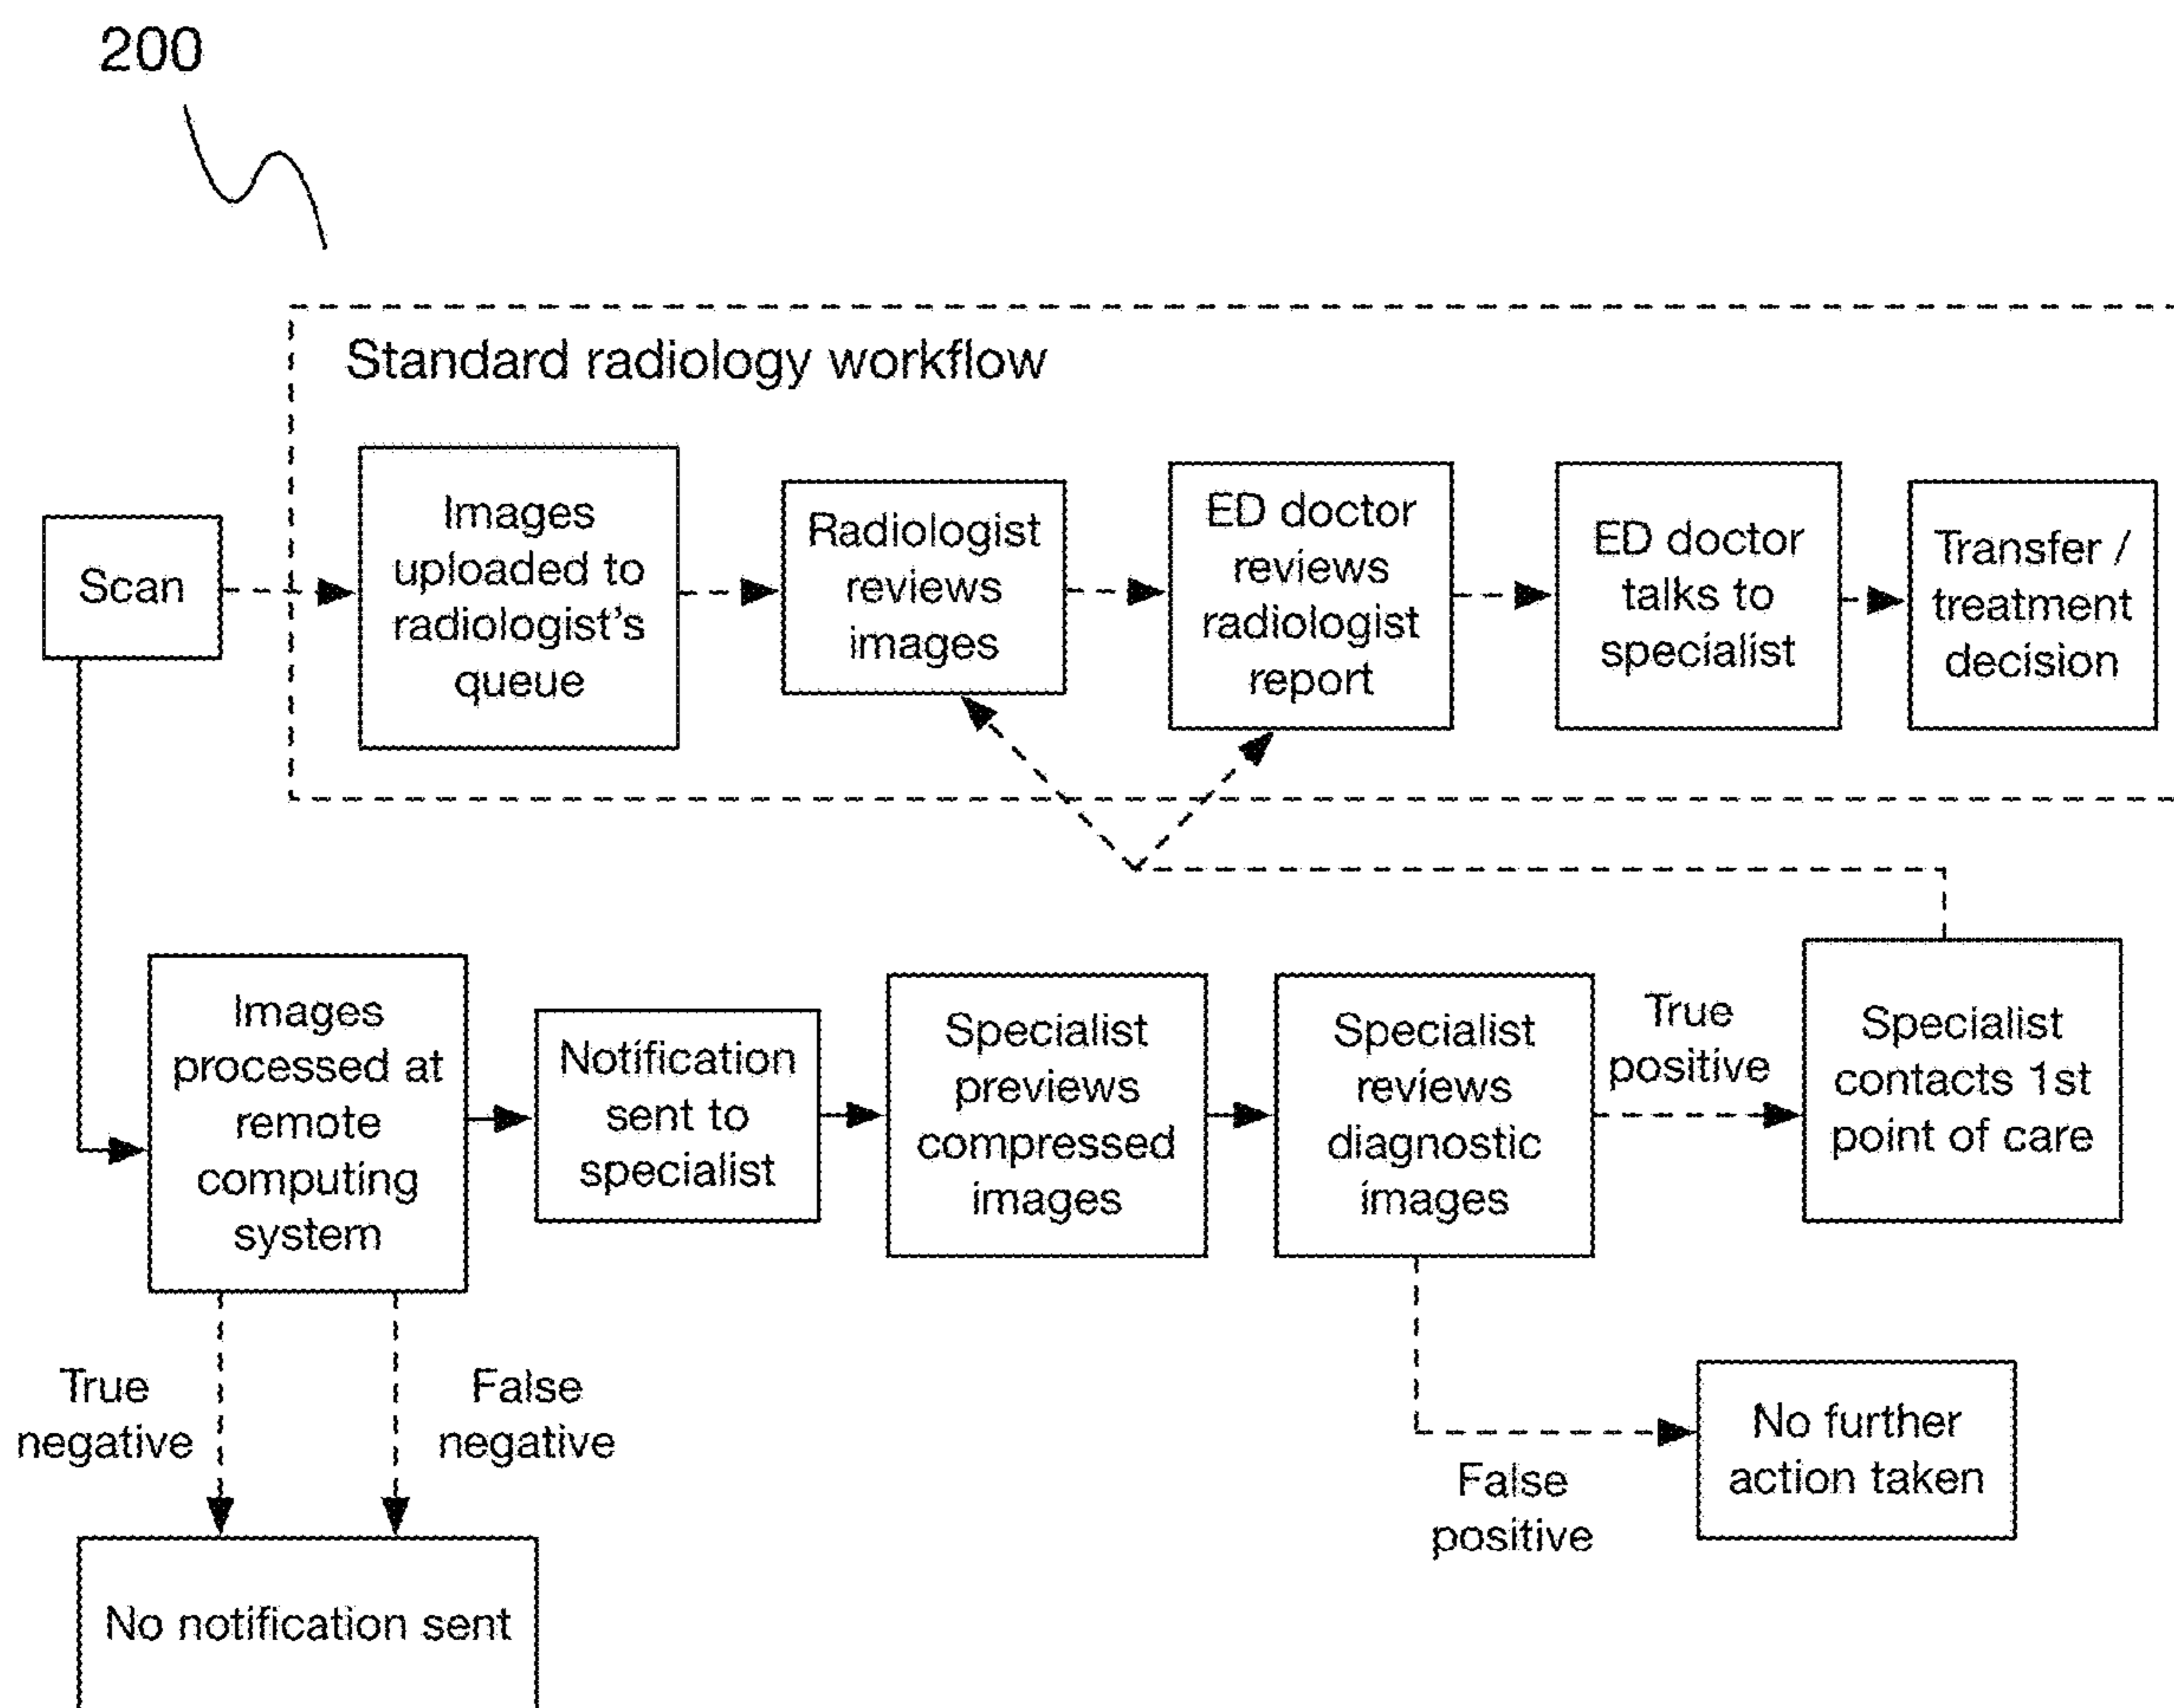 200
Standard radiology workflow
Scan
Images
uploaded to
radiologist's
queue
Radiologist
reviews
images
ED doctor
reviews
radiologist
report
ED doctor
talks to
specialist
Transfer /
treatment
decision
Images
processed at
remote
computing
system
Notification
sent to
specialist
Specialist
previews
compressed
images
Specialist
reviews
diagnostic
images
True
positive
Specialist
contacts 1st
point of care
True
negative
False
negative
False
positive
No further
action taken
No notification sent